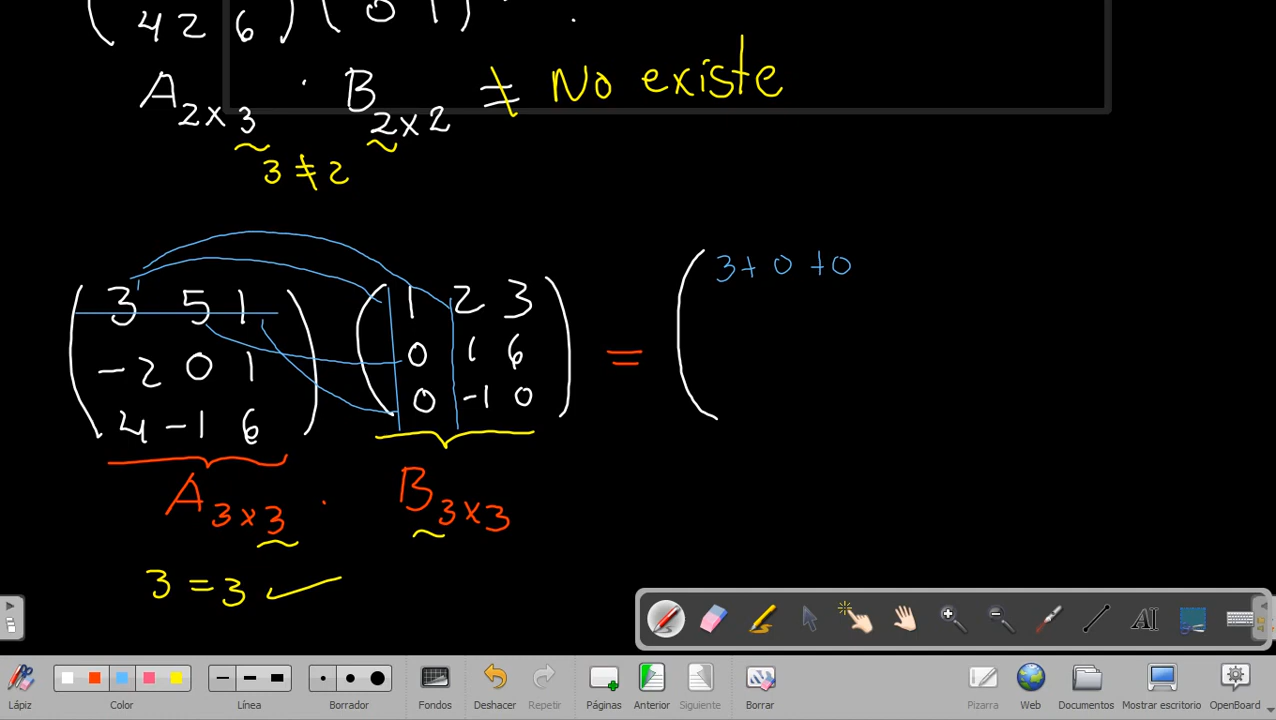 ( 4 2 6 ) ( 0 1 ) .
A2x3 · B2x2 ≠ No existe
3 ≠ 2
( 3 5 1 ) ( 1 2 3 ) = ( 3 + 0 + 0
-2 0 1 0 1 6
4 -1 6 0 -1 0
A3x3 · B3x3
3 = 3 ✓
AI
Lápiz Color Línea Borrador Fondos Deshacer Repetir Páginas Anterior Siguiente Borrar Pizarra Web Documentos Mostrar escritorio OpenBoard